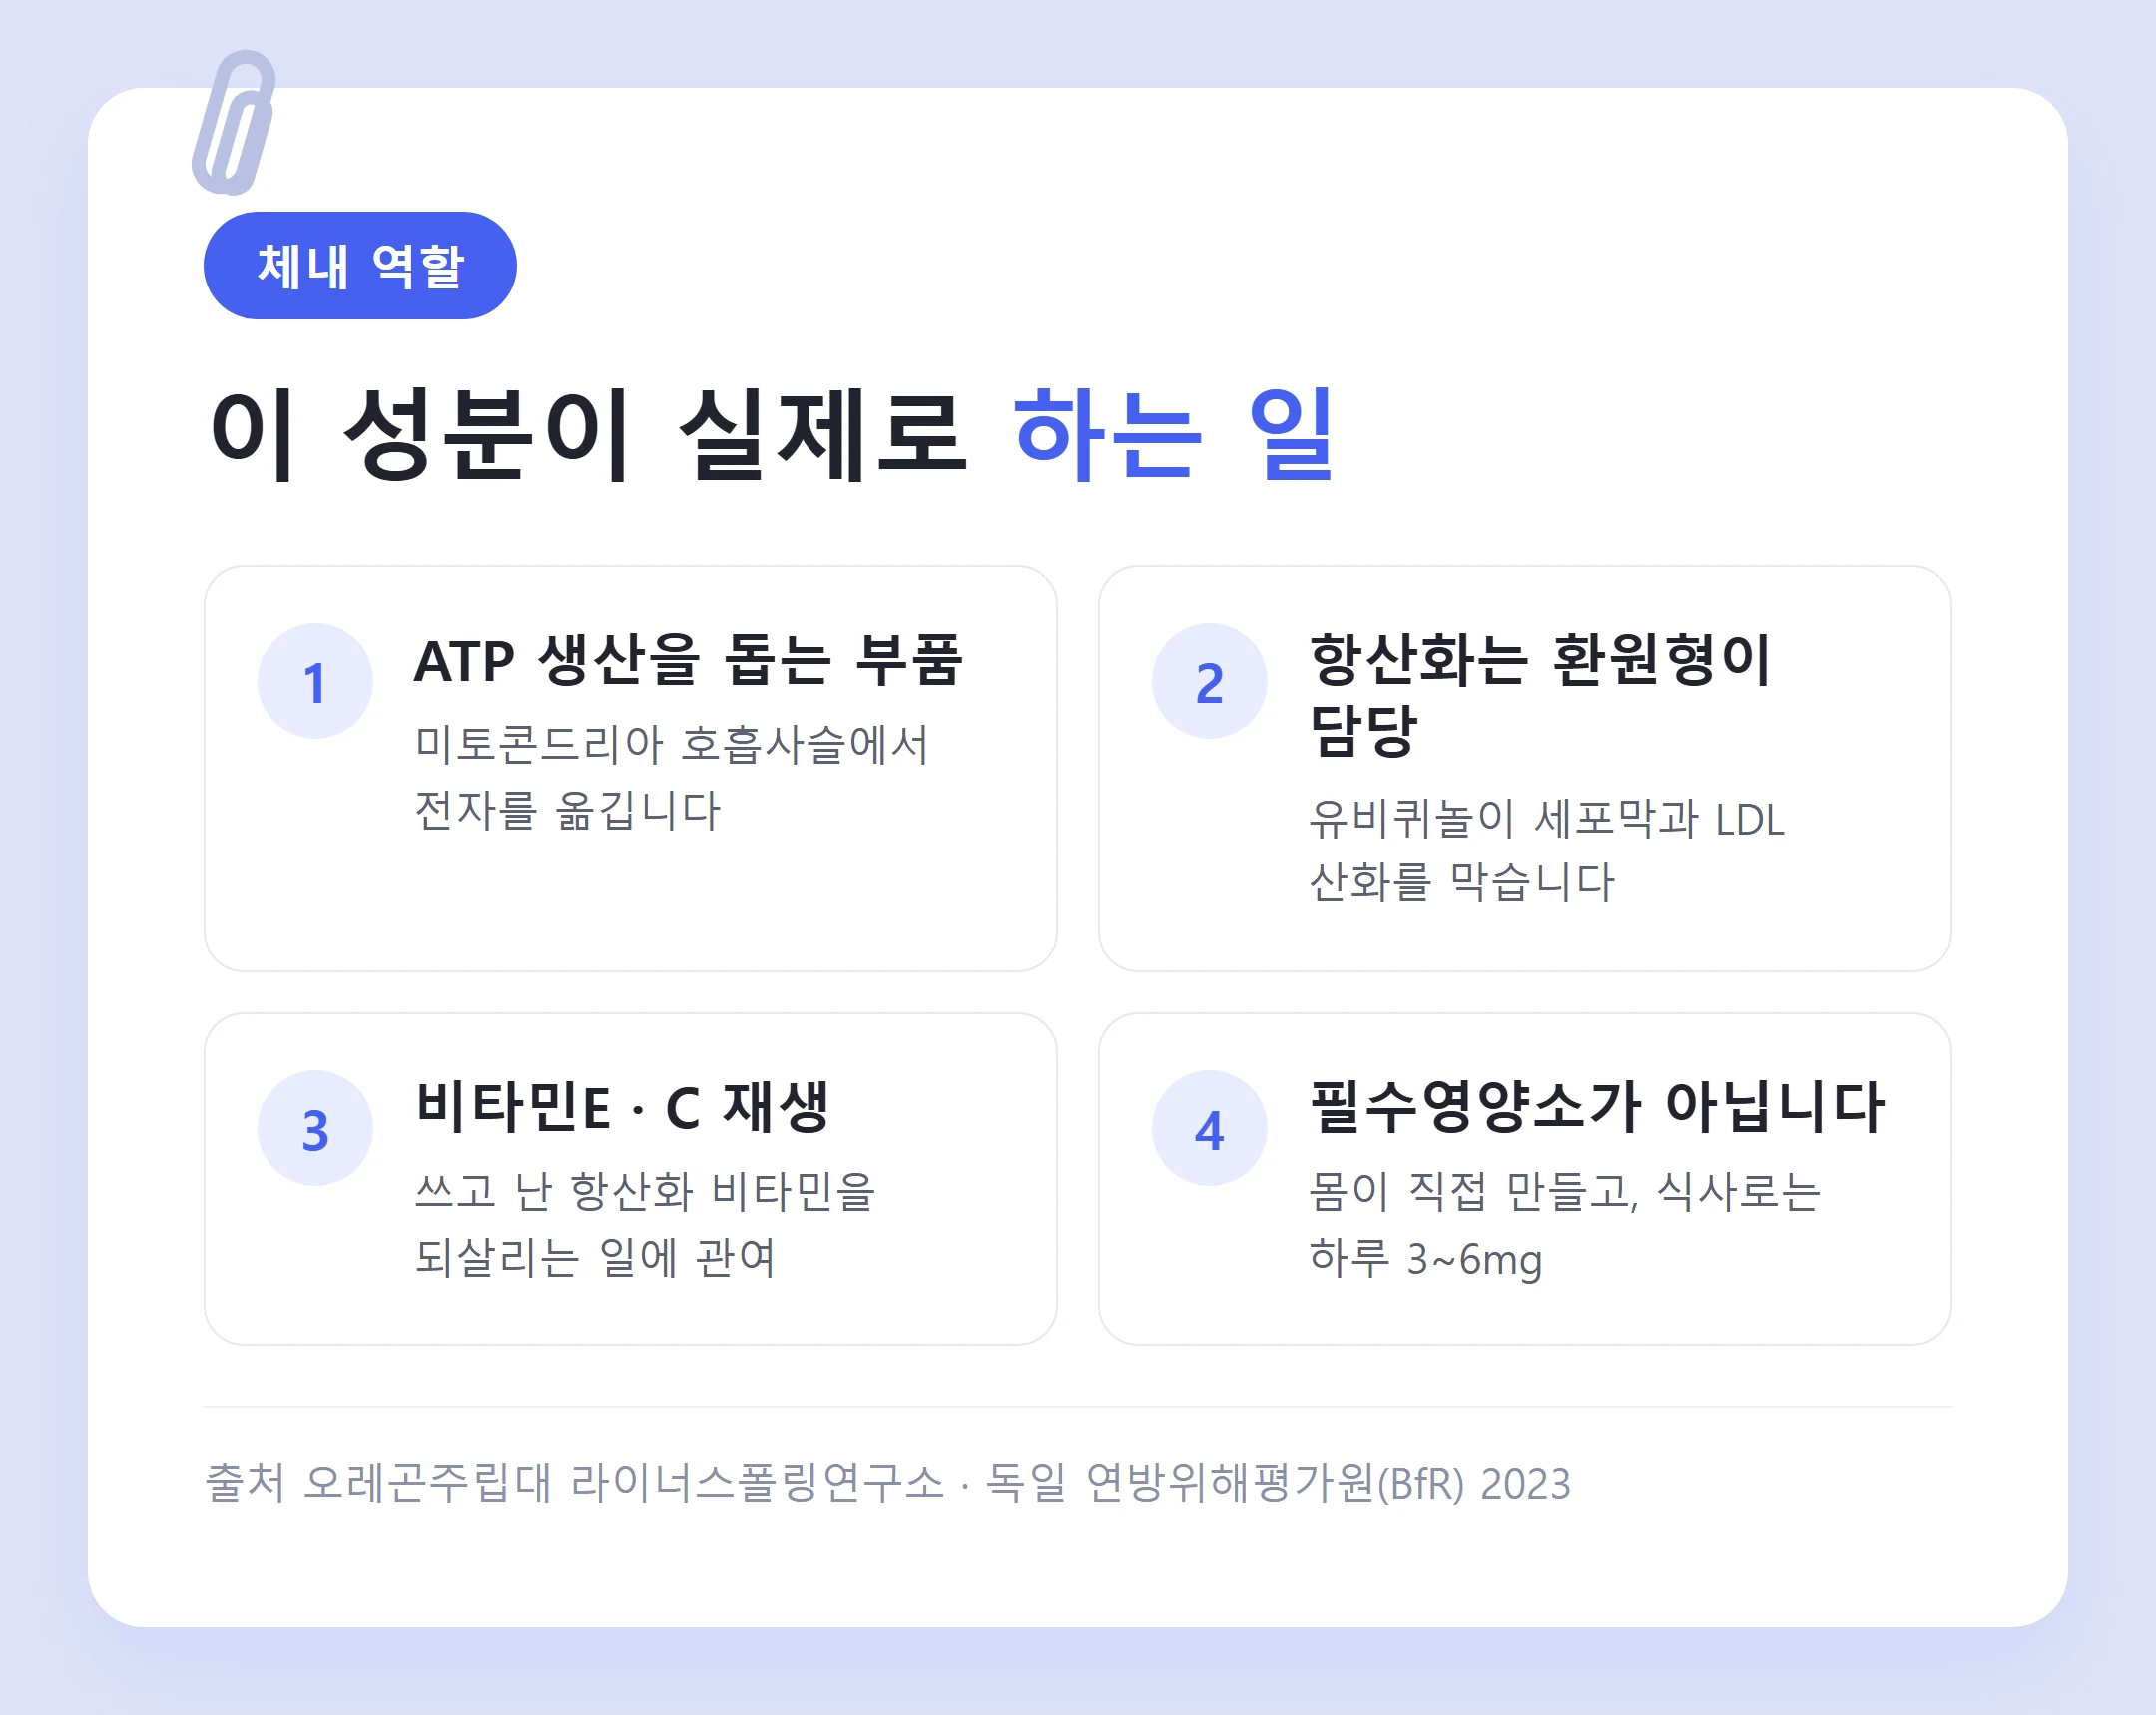 체내 역할
이 성분이 실제로 하는 일
1
ATP 생산을 돕는 부품
미토콘드리아 호흡사슬에서
전자를 옮깁니다
2
항산화는 환원형이
담당
유비퀴놀이 세포막과 LDL
산화를 막습니다
3
비타민E · C 재생
쓰고 난 항산화 비타민을
되살리는 일에 관여
4
필수영양소가 아닙니다
몸이 직접 만들고, 식사로는
하루 3~6mg
출처 오레곤주립대 라이너스폴링연구소 · 독일 연방위해평가원(BfR) 2023